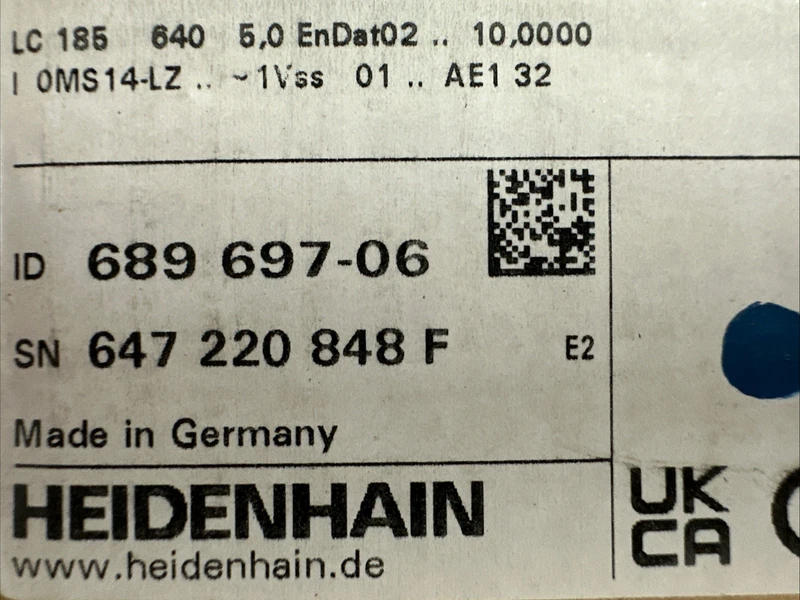 LC 185 640 5,0 EnDat02 .. 10,0000
| 0MS14-LZ .. ~1Vss 01 .. AE1 32
ID 689 697-06
SN 647 220 848 F E2
Made in Germany
HEIDENHAIN
www.heidenhain.de
UK
CA